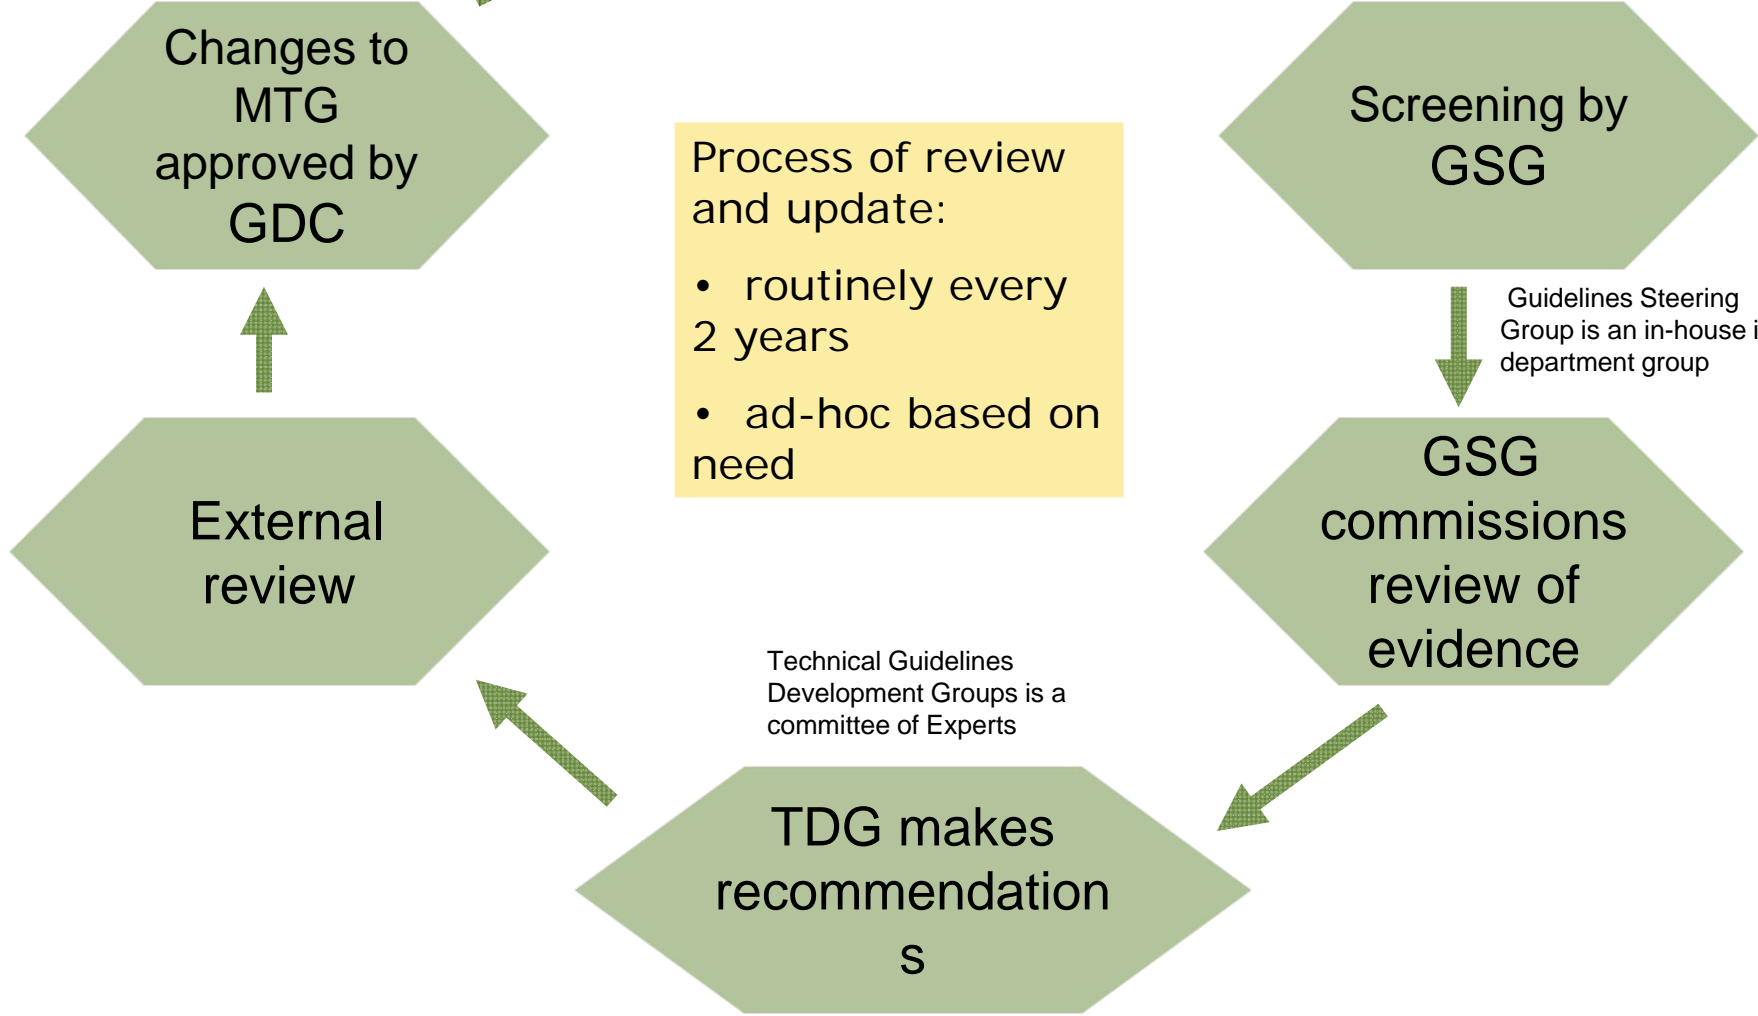 Changes to
MTG
approved by
GDC
Process of review
and update:
• routinely every
2 years
• ad-hoc based on
need
Screening by
GSG
Guidelines Steering
Group is an in-house i
department group
GSG
commissions
review of
evidence
External
review
Technical Guidelines
Development Groups is a
committee of Experts
TDG makes
recommendation
s